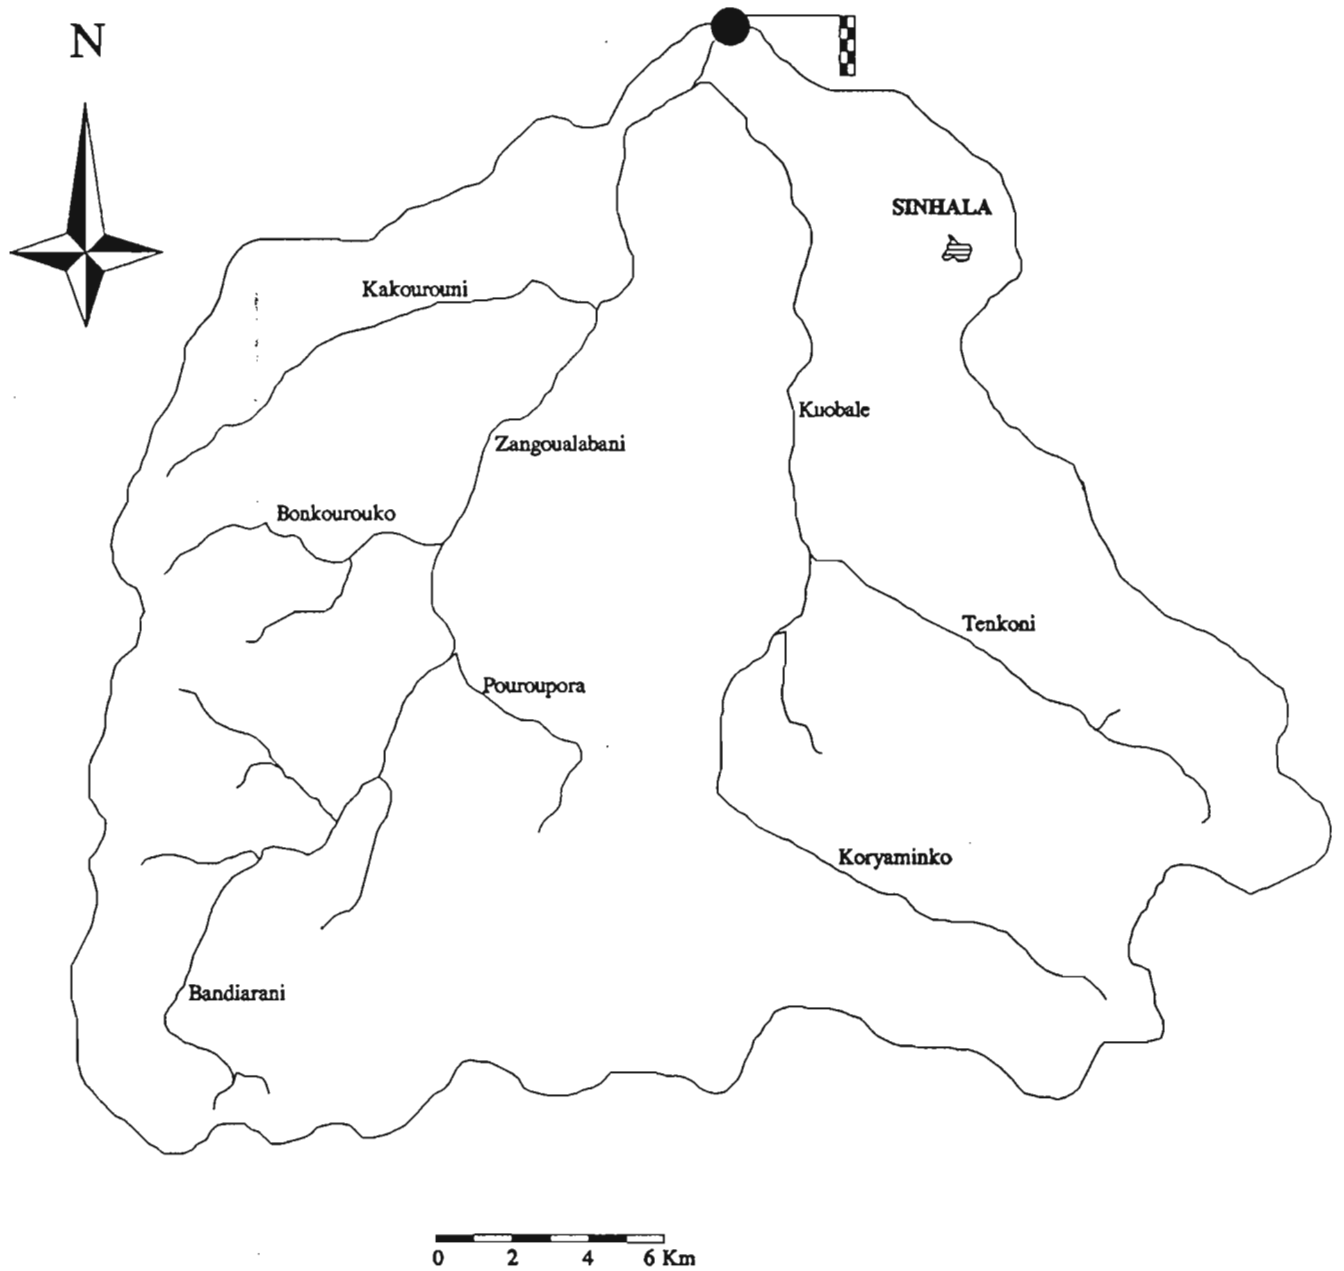 N
SINHALA
Kakourouni
Kuobale
Zangoualabani
Bonkourouko
Tenkoni
Pouroupora
Koryaminko
Bandiarani
0 2 4 6 Km